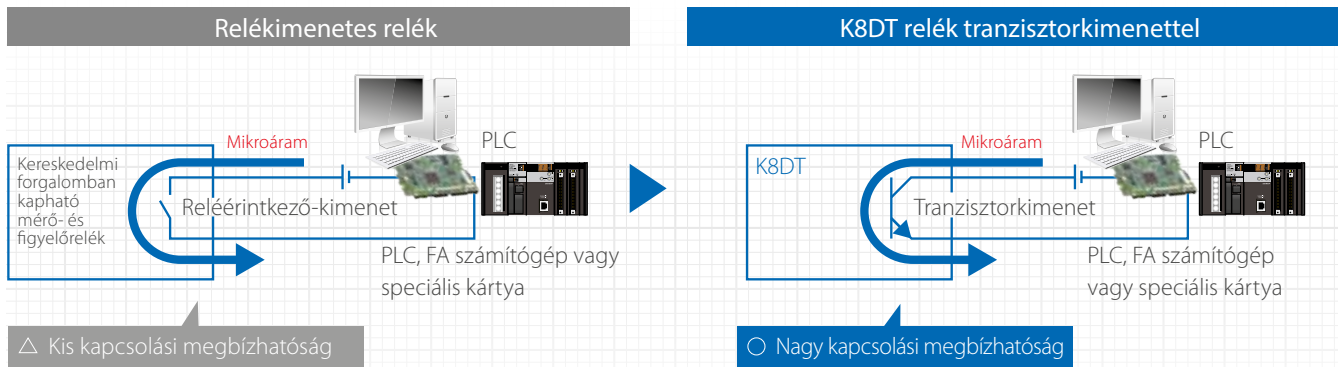 Relékimenetes relék
Mikroáram
PLC
Kereskedelmi
forgalomban
kapható
mérő- és
figyelőrelék
Reléérintkező-kimenet
PLC, FA számítógép vagy
speciális kártya
△ Kis kapcsolási megbízhatóság
K8DT relék tranzisztorkimenettel
Mikroáram
PLC
K8DT
Tranzisztorkimenet
PLC, FA számítógép
vagy speciális kártya
○ Nagy kapcsolási megbízhatóság